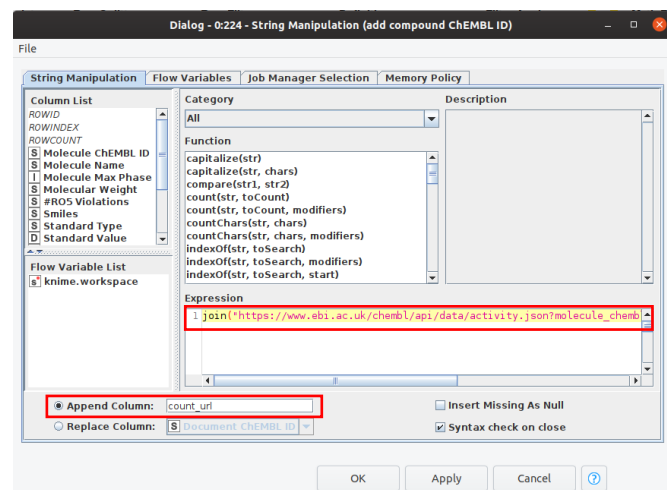 Dialog - 0:224 - String Manipulation (add compound ChEMBL ID)
File
String Manipulation Flow Variables Job Manager Selection Memory Policy
Column List
ROWID
ROWINDEX
ROWCOUNT
S Molecule ChEMBL ID
S Molecule Name
I Molecule Max Phase
S Molecular Weight
S #RO5 Violations
S Smiles
S Standard Type
D Standard Value
Flow Variable List
s knime.workspace
Category
All
Function
capitalize(str)
capitalize(str, chars)
compare(str1, str2)
count(str, toCount)
count(str, toCount, modifiers)
countChars(str, chars)
countChars(str, chars, modifiers)
indexOf(str, toSearch)
indexOf(str, toSearch, modifiers)
indexOf(str, toSearch, start)
Description
Expression
1 join("https://www.ebi.ac.uk/chembl/api/data/activity.json?molecule_chemb
Append Column: count_url
Insert Missing As Null
Replace Column: S Document ChEMBL ID
Syntax check on close
OK Apply Cancel ?